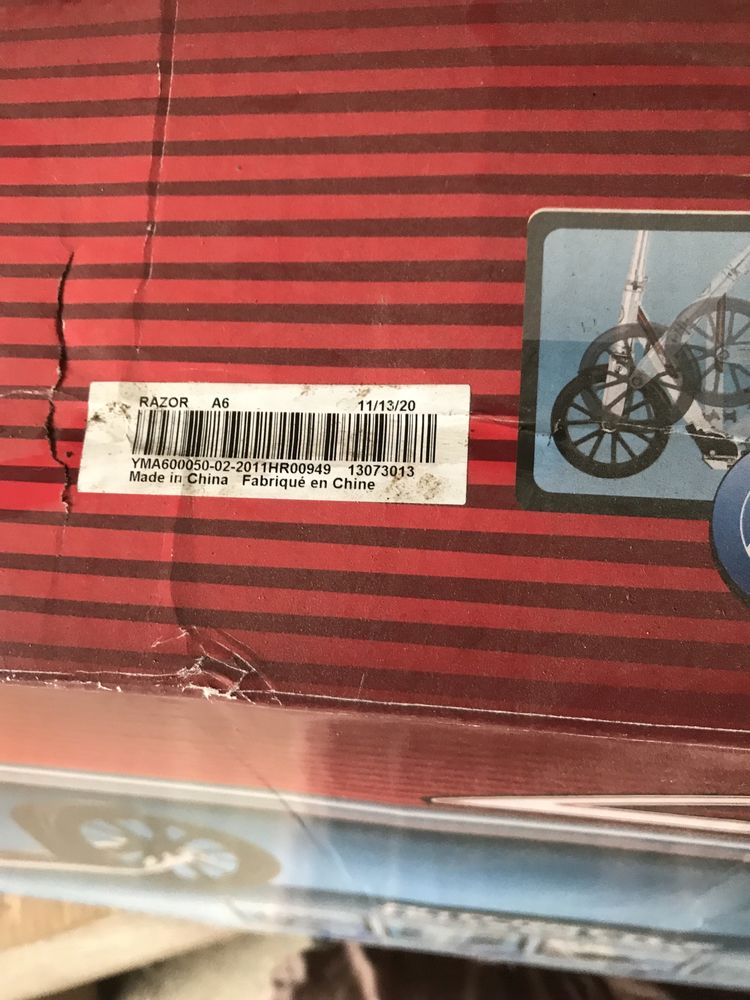 RAZOR A6 11/13/20
YMA600050-02-2011HR00949 13073013
Made in China Fabriqué en Chine